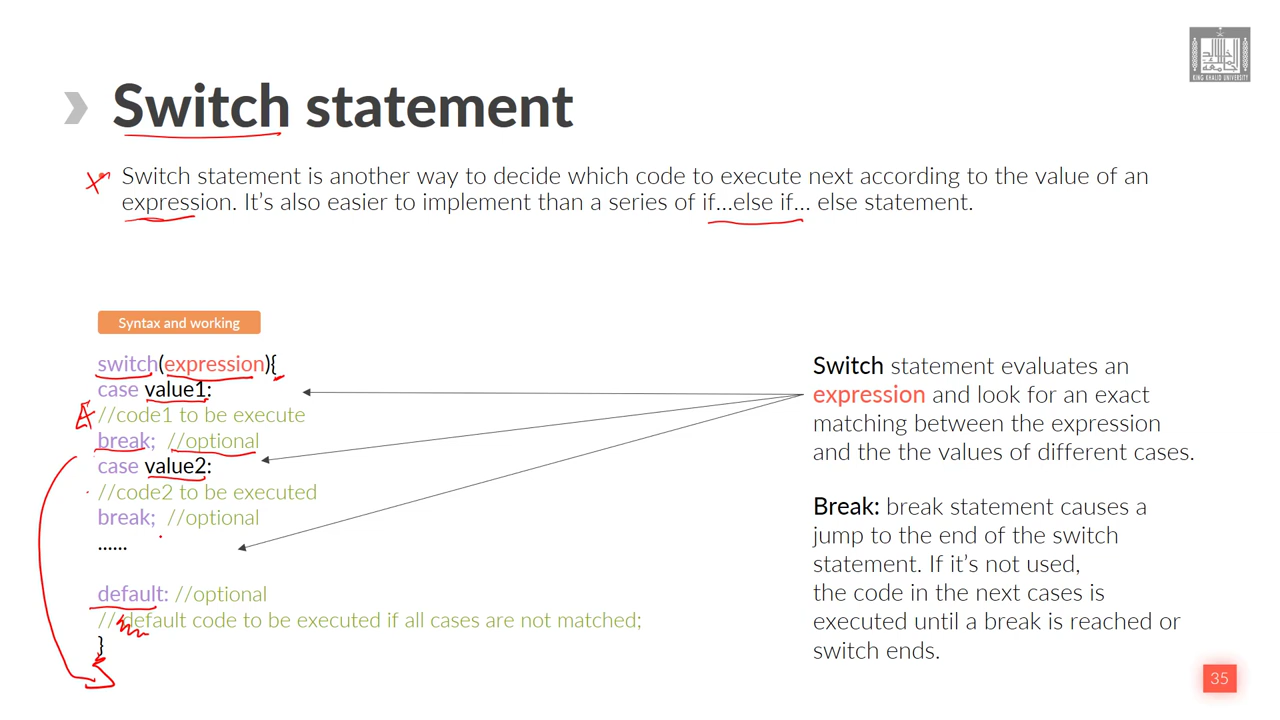 KING KHALID UNIVERSITY
Switch statement
Switch statement is another way to decide which code to execute next according to the value of an
expression. It’s also easier to implement than a series of if...else if... else statement.
Syntax and working
switch(expression){
case value1:
//code1 to be execute
break; //optional
case value2:
//code2 to be executed
break; //optional
......
default: //optional
// default code to be executed if all cases are not matched;
}
Switch statement evaluates an
expression and look for an exact
matching between the expression
and the the values of different cases.
Break: break statement causes a
jump to the end of the switch
statement. If it’s not used,
the code in the next cases is
executed until a break is reached or
switch ends.
35